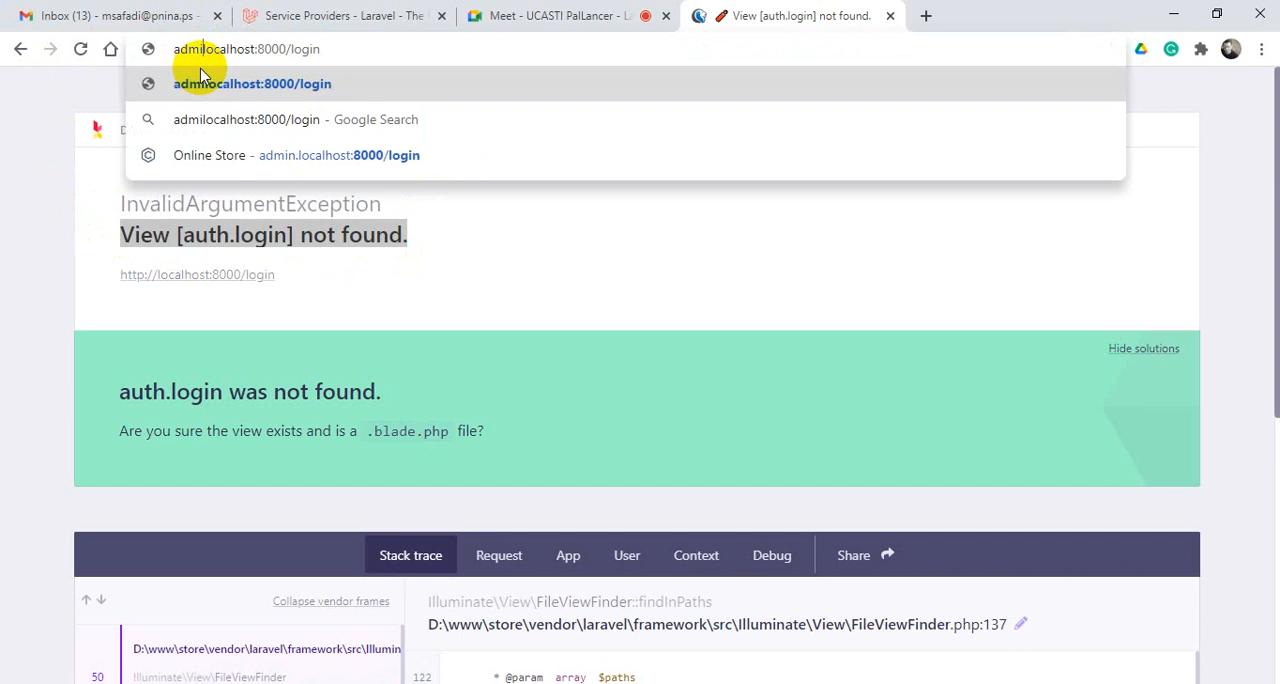 Inbox (13) - msafadi@pnina.ps -
Service Providers - Laravel - The
Meet - UCASTI PalLancer - L
View [auth.login] not found.
admilocalhost:8000/login
admilocalhost:8000/login
admilocalhost:8000/login - Google Search
Online Store - admin.localhost:8000/login
InvalidArgumentException
View [auth.login] not found.
http://localhost:8000/login
Hide solutions
auth.login was not found.
Are you sure the view exists and is a .blade.php file?
Stack trace
Request
App
User
Context
Debug
Share
Collapse vendor frames
Illuminate\View\FileViewFinder::findInPaths
D:\www\store\vendor\laravel\framework\src\Illuminate\View\FileViewFinder.php:137
D:\www\store\vendor\laravel\framework\src\Illumin
50
Illuminate\View\FileViewFinder
122
* @param array $paths